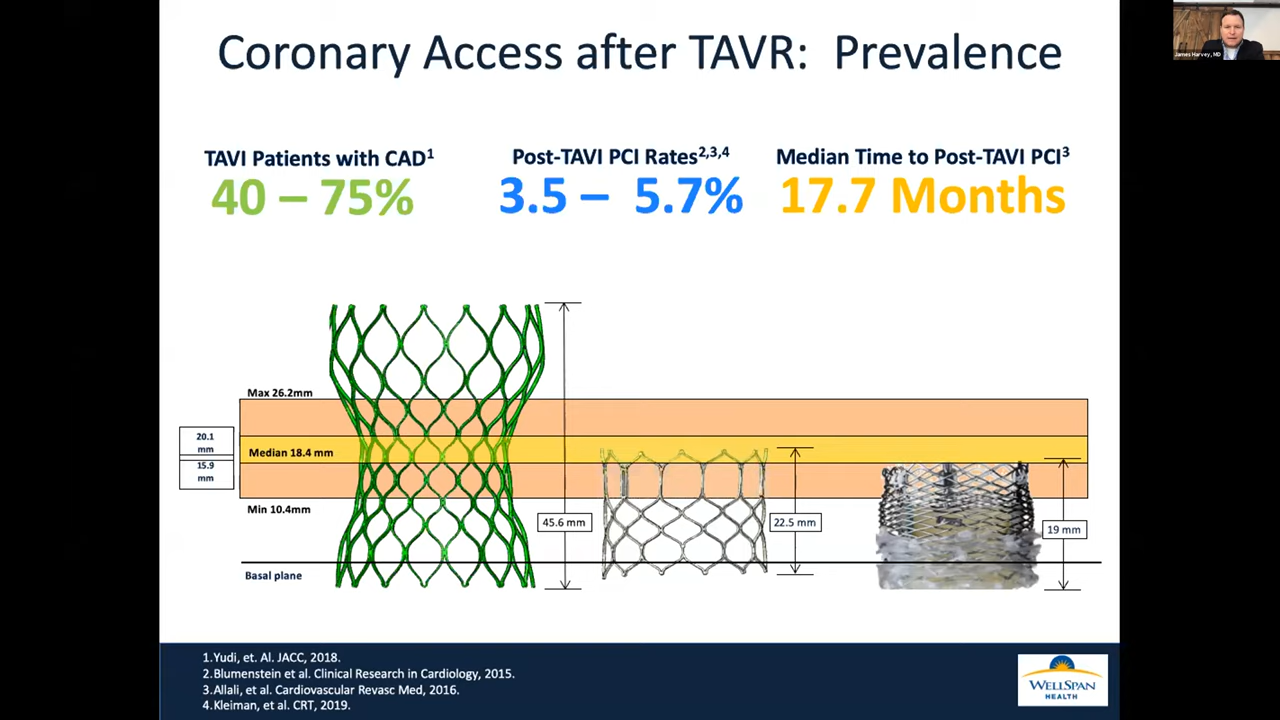 Coronary Access after TAVR: Prevalence
James Harvey, MD
TAVI Patients with CAD1
40 – 75%
Post-TAVI PCI Rates2,3,4
3.5 – 5.7%
Median Time to Post-TAVI PCI3
17.7 Months
Max 26.2mm
20.1
mm
Median 18.4 mm
15.9
mm
Min 10.4mm
45.6 mm
22.5 mm
19 mm
Basal plane
1.Yudi, et. Al. JACC, 2018.
2.Blumenstein et al. Clinical Research in Cardiology, 2015.
3.Allali, et al. Cardiovascular Revasc Med, 2016.
4.Kleiman, et al. CRT, 2019.
WELLSPAN
HEALTH